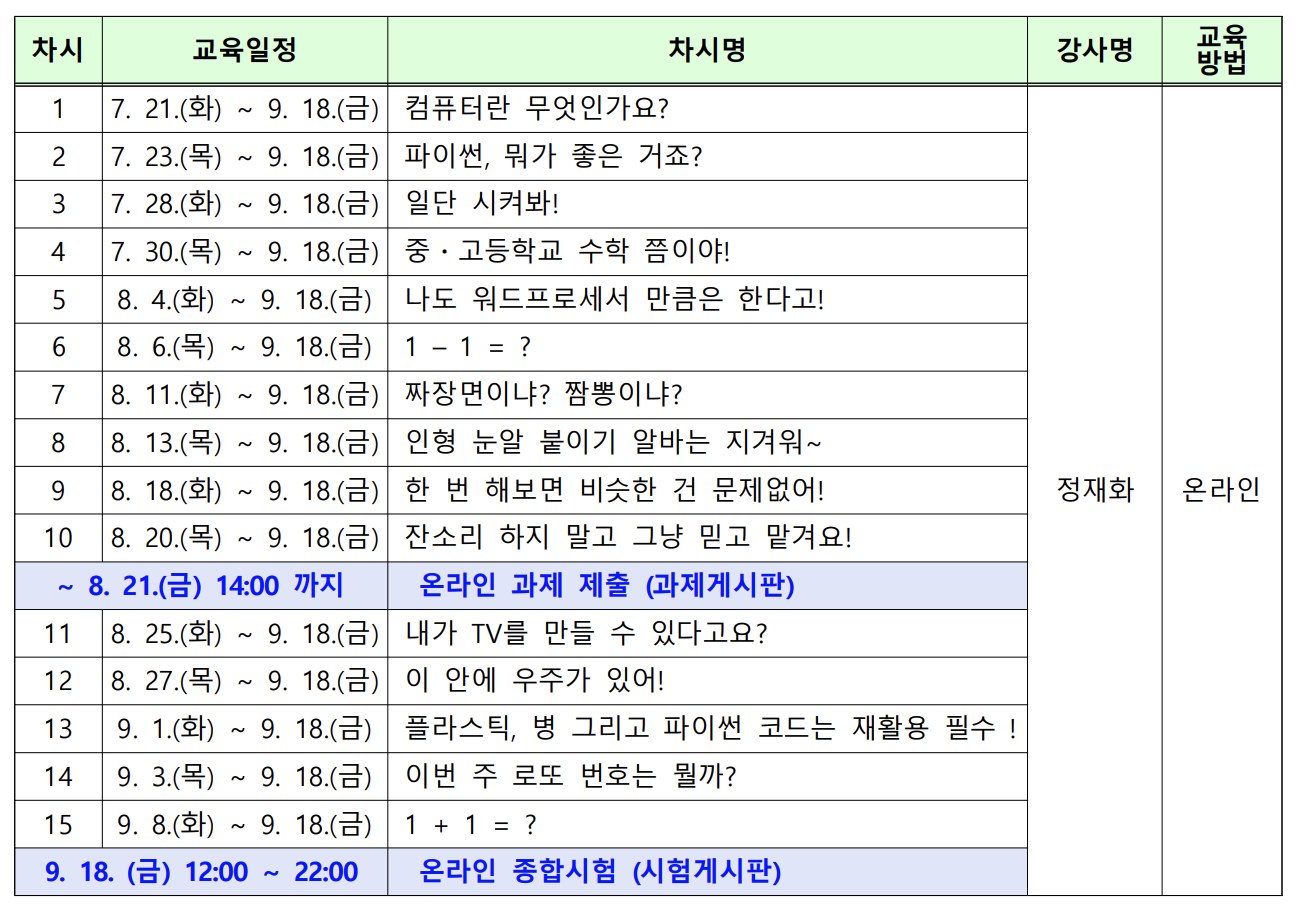 차시 교육일정 차시명 강사명 교육
방법
1 7. 21.(화) ~ 9. 18.(금) 컴퓨터란 무엇인가요?
2 7. 23.(목) ~ 9. 18.(금) 파이썬, 뭐가 좋은 거죠?
3 7. 28.(화) ~ 9. 18.(금) 일단 시켜봐!
4 7. 30.(목) ~ 9. 18.(금) 중・고등학교 수학 쯤이야!
5 8. 4.(화) ~ 9. 18.(금) 나도 워드프로세서 만큼은 한다고!
6 8. 6.(목) ~ 9. 18.(금) 1 – 1 = ?
7 8. 11.(화) ~ 9. 18.(금) 짜장면이냐? 짬뽕이냐?
8 8. 13.(목) ~ 9. 18.(금) 인형 눈알 붙이기 알바는 지겨워~
9 8. 18.(화) ~ 9. 18.(금) 한 번 해보면 비슷한 건 문제없어! 정재화 온라인
10 8. 20.(목) ~ 9. 18.(금) 잔소리 하지 말고 그냥 믿고 맡겨요!
~ 8. 21.(금) 14:00 까지 온라인 과제 제출 (과제게시판)
11 8. 25.(화) ~ 9. 18.(금) 내가 TV를 만들 수 있다고요?
12 8. 27.(목) ~ 9. 18.(금) 이 안에 우주가 있어!
13 9. 1.(화) ~ 9. 18.(금) 플라스틱, 병 그리고 파이썬 코드는 재활용 필수 !
14 9. 3.(목) ~ 9. 18.(금) 이번 주 로또 번호는 뭘까?
15 9. 8.(화) ~ 9. 18.(금) 1 + 1 = ?
9. 18. (금) 12:00 ~ 22:00 온라인 종합시험 (시험게시판)